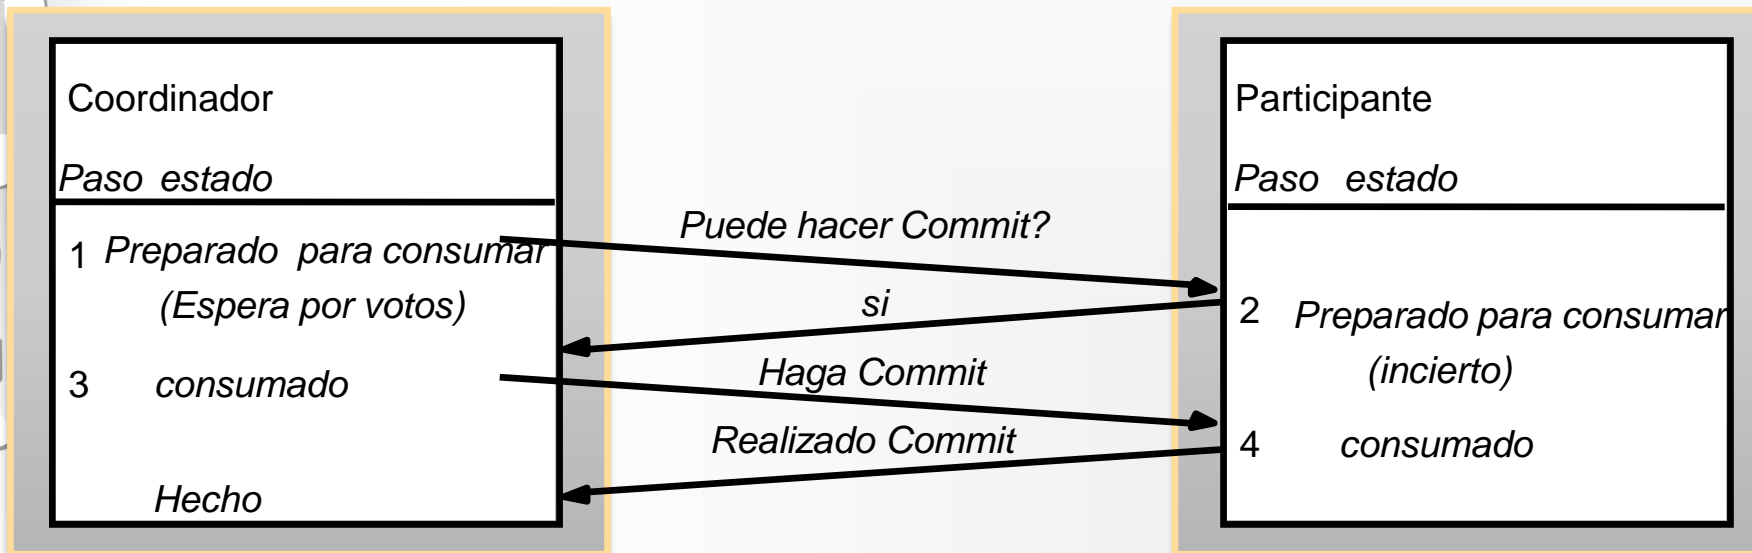 Coordinador
Paso estado
1 Preparado para consumar
(Espera por votos)
3 consumado
Hecho
Puede hacer Commit?
si
Haga Commit
Realizado Commit
Participante
Paso estado
2 Preparado para consumar
(incierto)
4 consumado